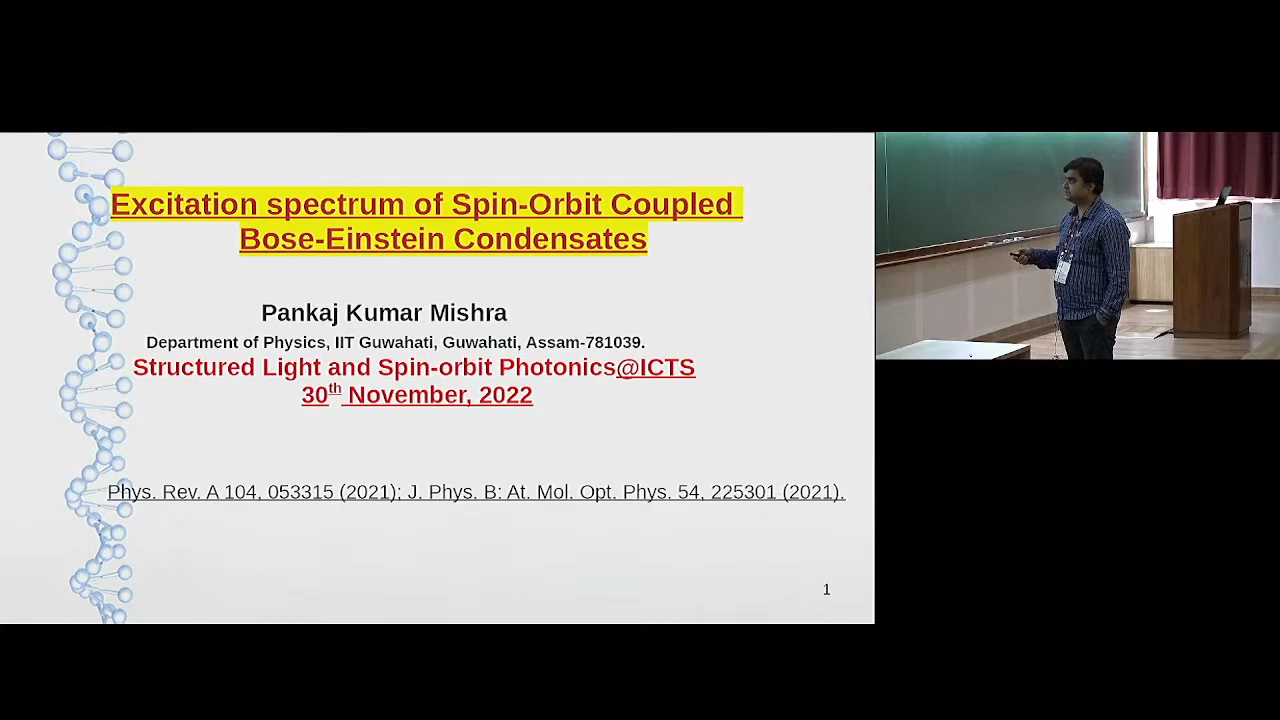 Excitation spectrum of Spin-Orbit Coupled
Bose-Einstein Condensates
Pankaj Kumar Mishra
Department of Physics, IIT Guwahati, Guwahati, Assam-781039.
Structured Light and Spin-orbit Photonics@ICTS
30th November, 2022
Phys. Rev. A 104, 053315 (2021); J. Phys. B: At. Mol. Opt. Phys. 54, 225301 (2021).
1